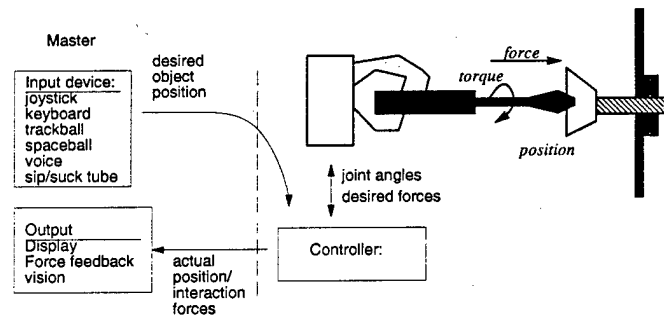 Master
Input device:
joystick
keyboard
trackball
spaceball
voice
sip/suck tube
desired
object
position
force
torque
position
joint angles
desired forces
Output
Display
Force feedback
vision
actual
position/
interaction
forces
Controller: